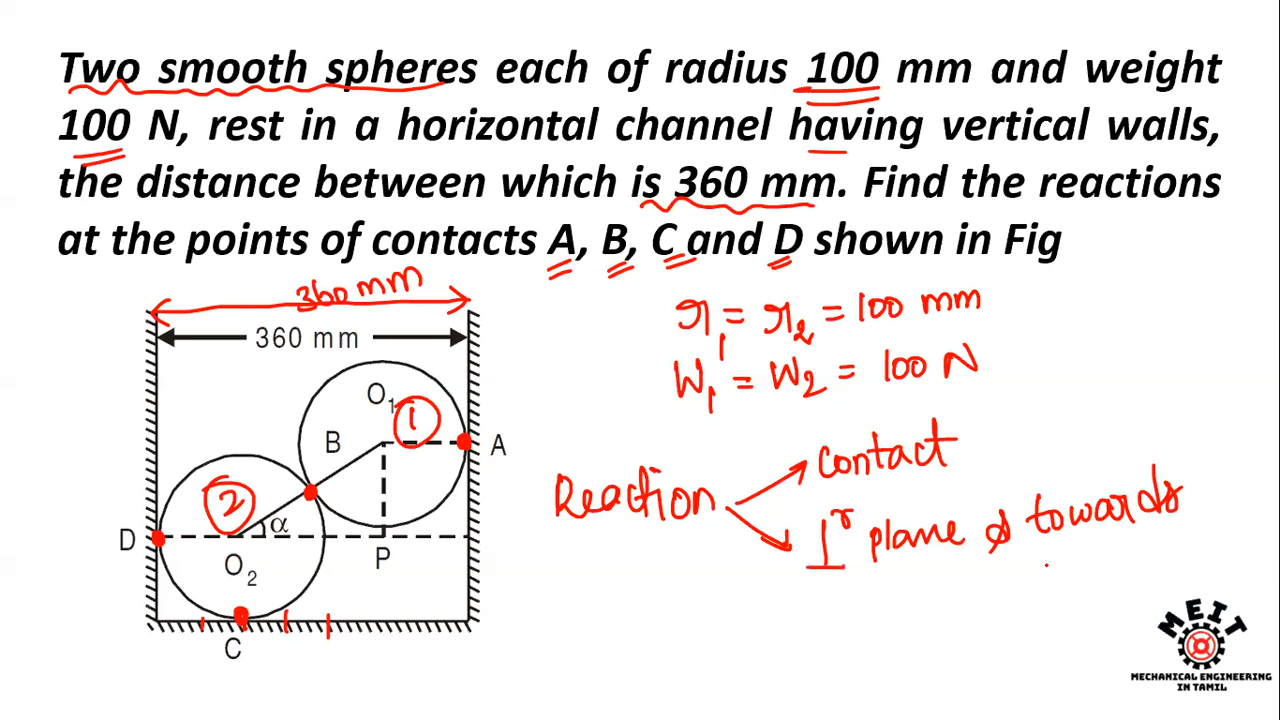 Two smooth spheres each of radius 100 mm and weight
100 N, rest in a horizontal channel having vertical walls,
the distance between which is 360 mm. Find the reactions
at the points of contacts A, B, C and D shown in Fig
360 mm
360 mm
r₁ = r₂ = 100 mm
W₁ = W₂ = 100 N
O₁
1
B
A
2
α
D
O₂
P
C
Reaction
contact
⊥r plane & towards
MEIT
MECHANICAL ENGINEERING
IN TAMIL